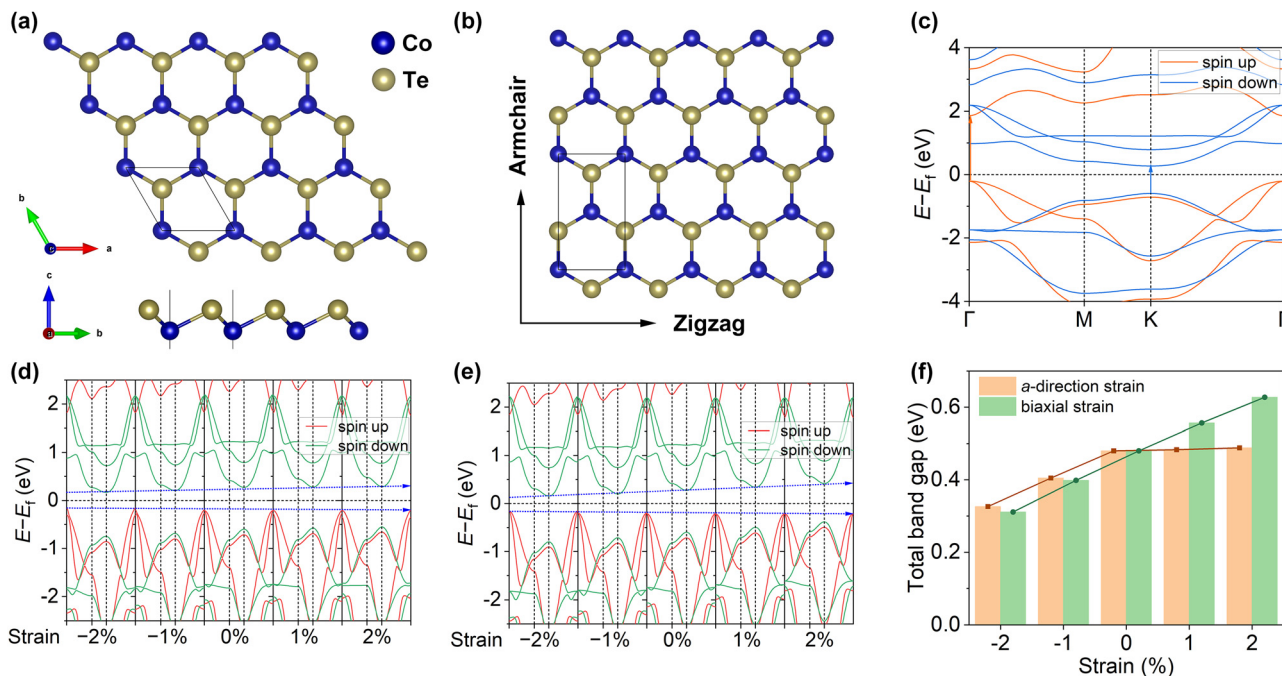 (a)
Co
Te
b
a
c
b
(b)
Armchair
Zigzag
(c)
spin up
spin down
E−Ef (eV)
4
2
0
-2
-4
Γ M K Γ
(d)
spin up
spin down
E−Ef (eV)
2
1
0
-1
-2
Strain -2% -1% 0% 1% 2%
(e)
spin up
spin down
E−Ef (eV)
2
1
0
-1
-2
Strain -2% -1% 0% 1% 2%
(f)
a-direction strain
biaxial strain
Total band gap (eV)
0.6
0.4
0.2
0.0
-2 -1 0 1 2
Strain (%)